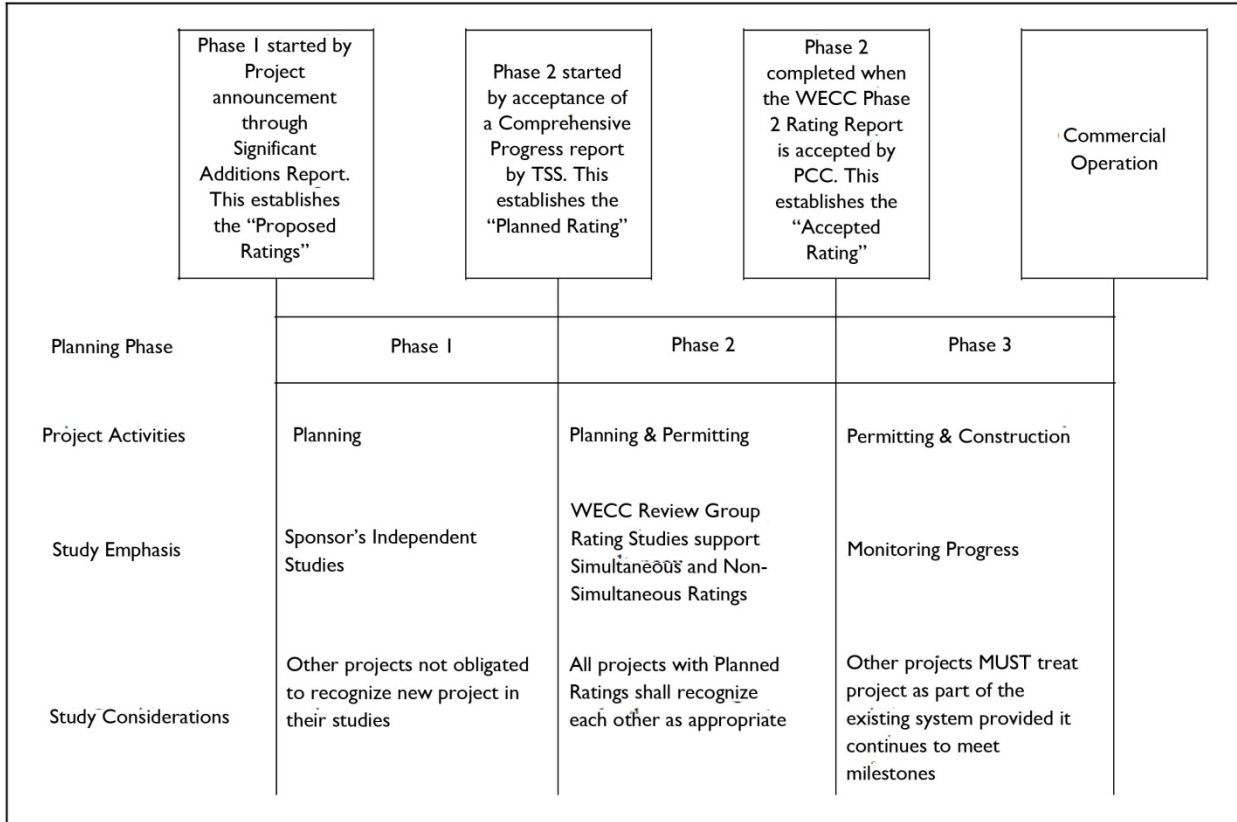 Phase 1 started by
Project
announcement
through
Significant
Additions Report.
This establishes
the “Proposed
Ratings”
Phase 2 started
by acceptance of
a Comprehensive
Progress report
by TSS. This
establishes the
“Planned Rating”
Phase 2
completed when
the WECC Phase
2 Rating Report
is accepted by
PCC. This
establishes the
“Accepted
Rating”
Commercial
Operation
Planning Phase
Phase 1
Phase 2
Phase 3
Project Activities
Planning
Planning & Permitting
Permitting & Construction
Study Emphasis
Sponsor’s Independent
Studies
WECC Review Group
Rating Studies support
Simultaneous and Non-
Simultaneous Ratings
Monitoring Progress
Study Considerations
Other projects not obligated
to recognize new project in
their studies
All projects with Planned
Ratings shall recognize
each other as appropriate
Other projects MUST treat
project as part of the
existing system provided it
continues to meet
milestones